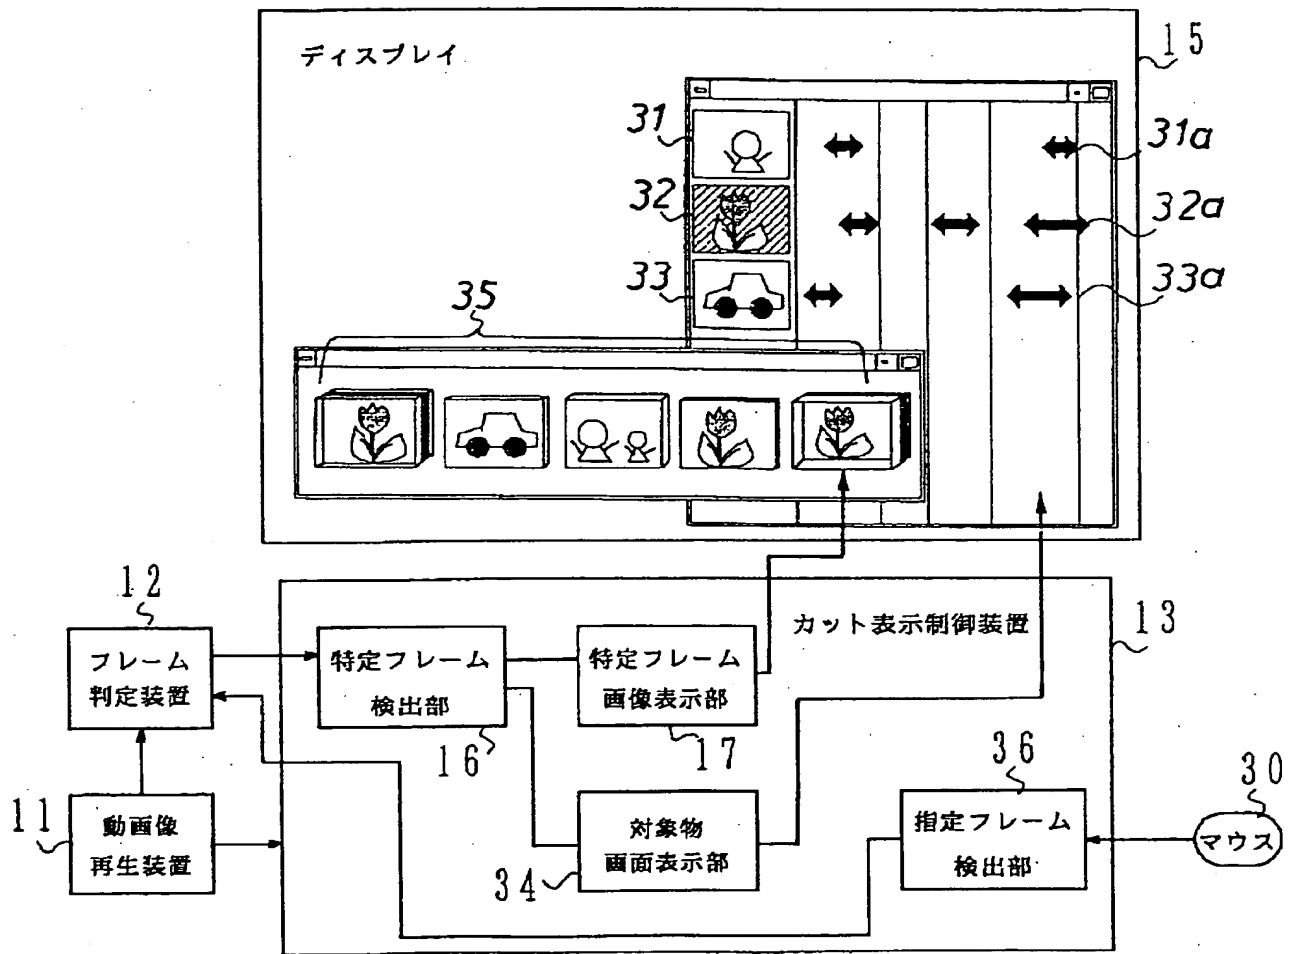 ディスプレイ
15
31
31a
32
32a
33
33a
35
12
カット表示制御装置
13
フレーム
判定装置
特定フレーム
検出部
16
特定フレーム
画像表示部
17
36
30
11
動画像
再生装置
対象物
画面表示部
34
指定フレーム
検出部
マウス